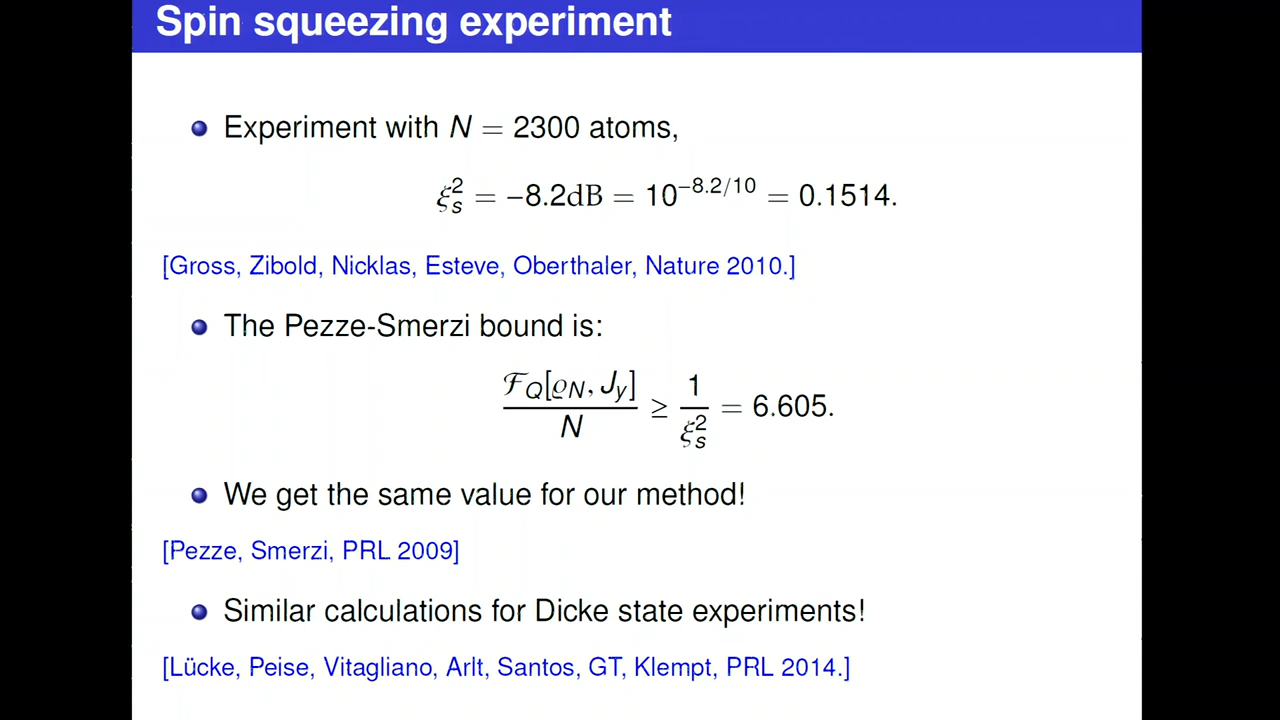 Spin squeezing experiment
Experiment with N = 2300 atoms,
ξ²ₛ = −8.2dB = 10^{−8.2/10} = 0.1514.
[Gross, Zibold, Nicklas, Esteve, Oberthaler, Nature 2010.]
The Pezze-Smerzi bound is:
ℱ_Q[ϱ_N, J_y] / N ≥ 1 / ξ²ₛ = 6.605.
We get the same value for our method!
[Pezze, Smerzi, PRL 2009]
Similar calculations for Dicke state experiments!
[Lücke, Peise, Vitagliano, Arlt, Santos, GT, Klempt, PRL 2014.]